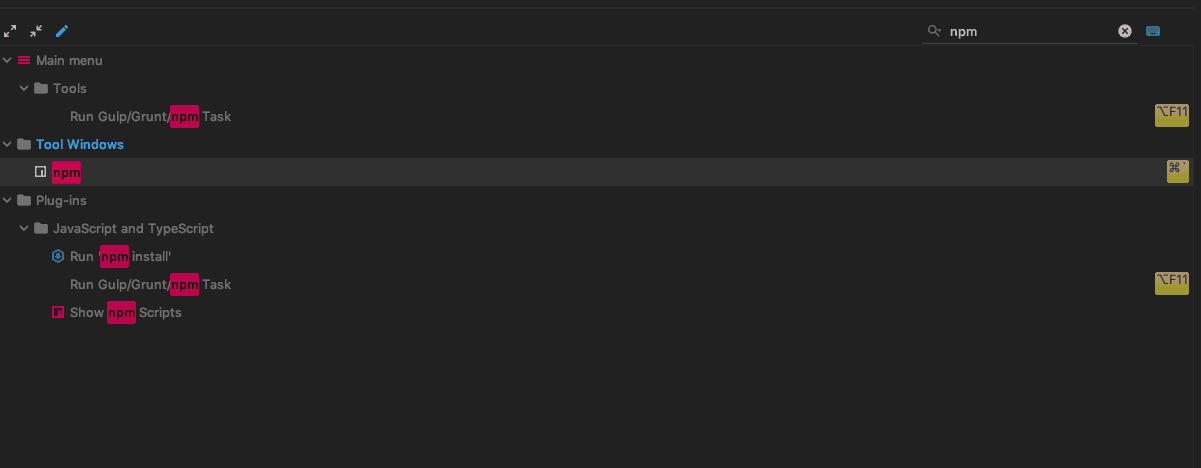 npm
Main menu
Tools
Run Gulp/Grunt/npm Task ⌥F11
Tool Windows
npm ⌘`
Plug-ins
JavaScript and TypeScript
Run 'npm install'
Run Gulp/Grunt/npm Task ⌥F11
Show npm Scripts